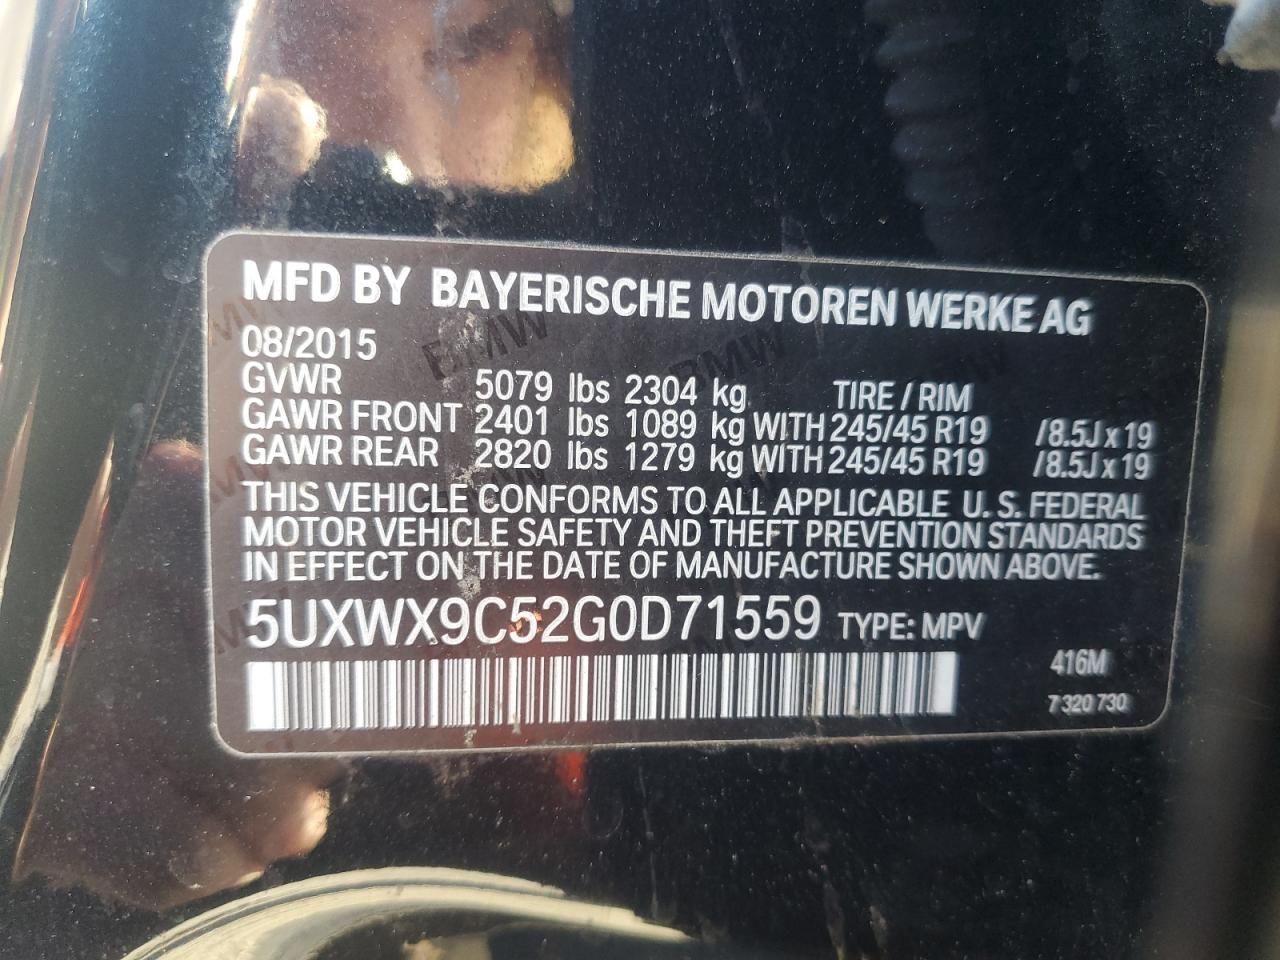 MFD BY BAYERISCHE MOTOREN WERKE AG
08/2015
GVWR 5079 lbs 2304 kg TIRE / RIM
GAWR FRONT 2401 lbs 1089 kg WITH 245/45 R19 /8.5J x 19
GAWR REAR 2820 lbs 1279 kg WITH 245/45 R19 /8.5J x 19
THIS VEHICLE CONFORMS TO ALL APPLICABLE U.S. FEDERAL
MOTOR VEHICLE SAFETY AND THEFT PREVENTION STANDARDS
IN EFFECT ON THE DATE OF MANUFACTURE SHOWN ABOVE.
5UXWX9C52G0D71559 TYPE: MPV
416M
7 320 730